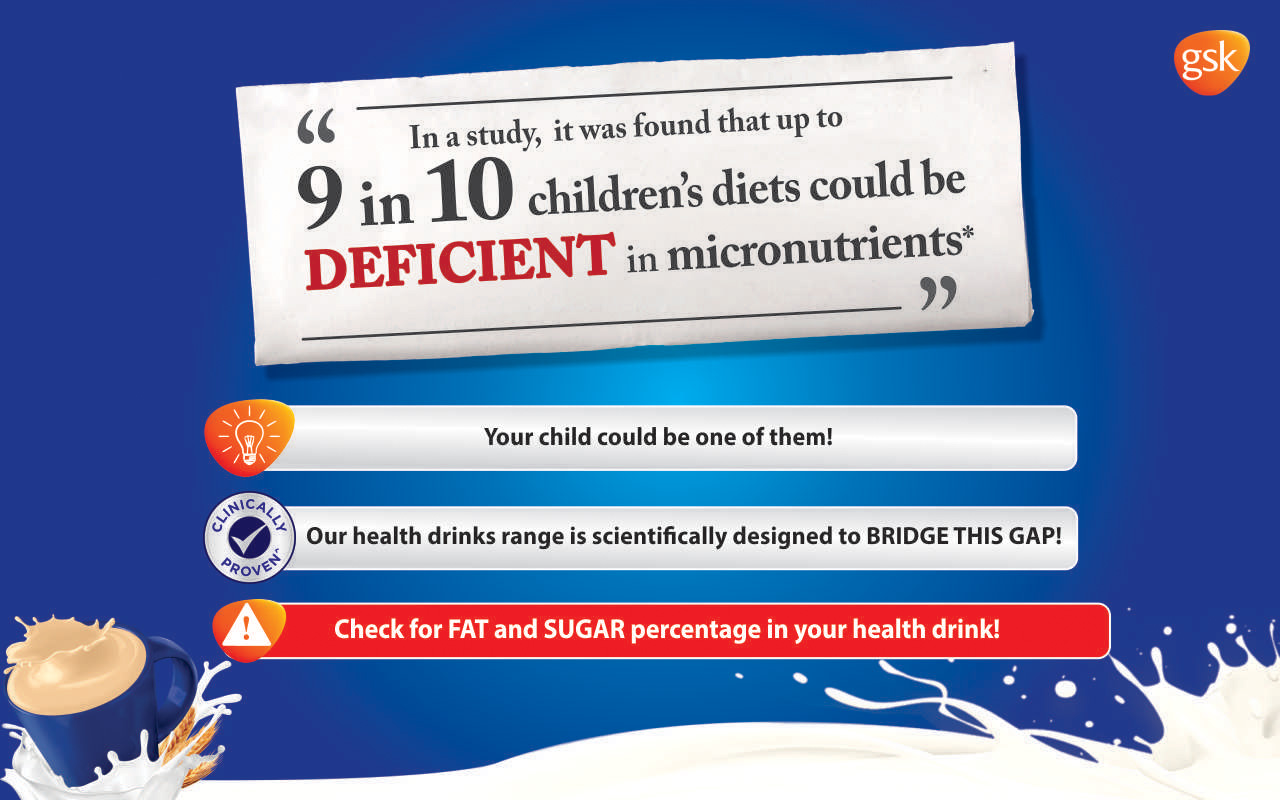 gsk
“ In a study, it was found that up to
9 in 10 children’s diets could be
DEFICIENT in micronutrients*
”
Your child could be one of them!
CLINICALLY
PROVEN^
Our health drinks range is scientifically designed to BRIDGE THIS GAP!
Check for FAT and SUGAR percentage in your health drink!